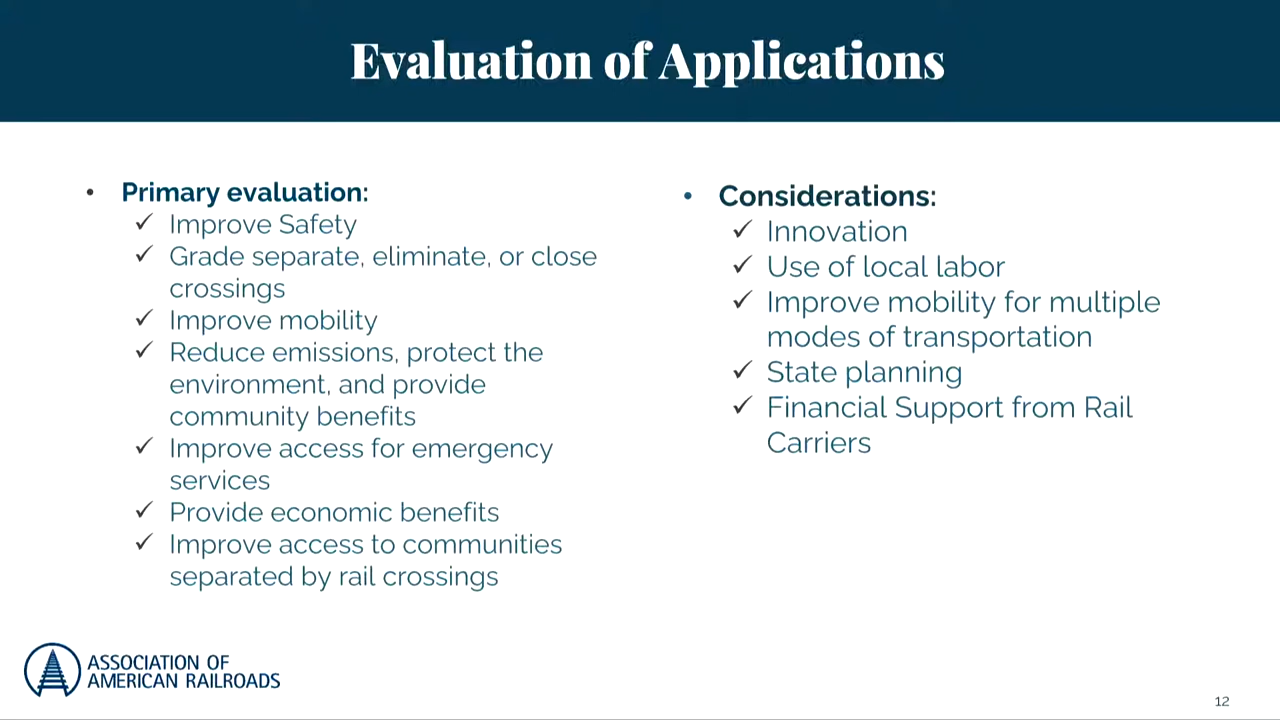 Evaluation of Applications
• Primary evaluation:
✓ Improve Safety
✓ Grade separate, eliminate, or close
crossings
✓ Improve mobility
✓ Reduce emissions, protect the
environment, and provide
community benefits
✓ Improve access for emergency
services
✓ Provide economic benefits
✓ Improve access to communities
separated by rail crossings
• Considerations:
✓ Innovation
✓ Use of local labor
✓ Improve mobility for multiple
modes of transportation
✓ State planning
✓ Financial Support from Rail
Carriers
ASSOCIATION OF
AMERICAN RAILROADS
12